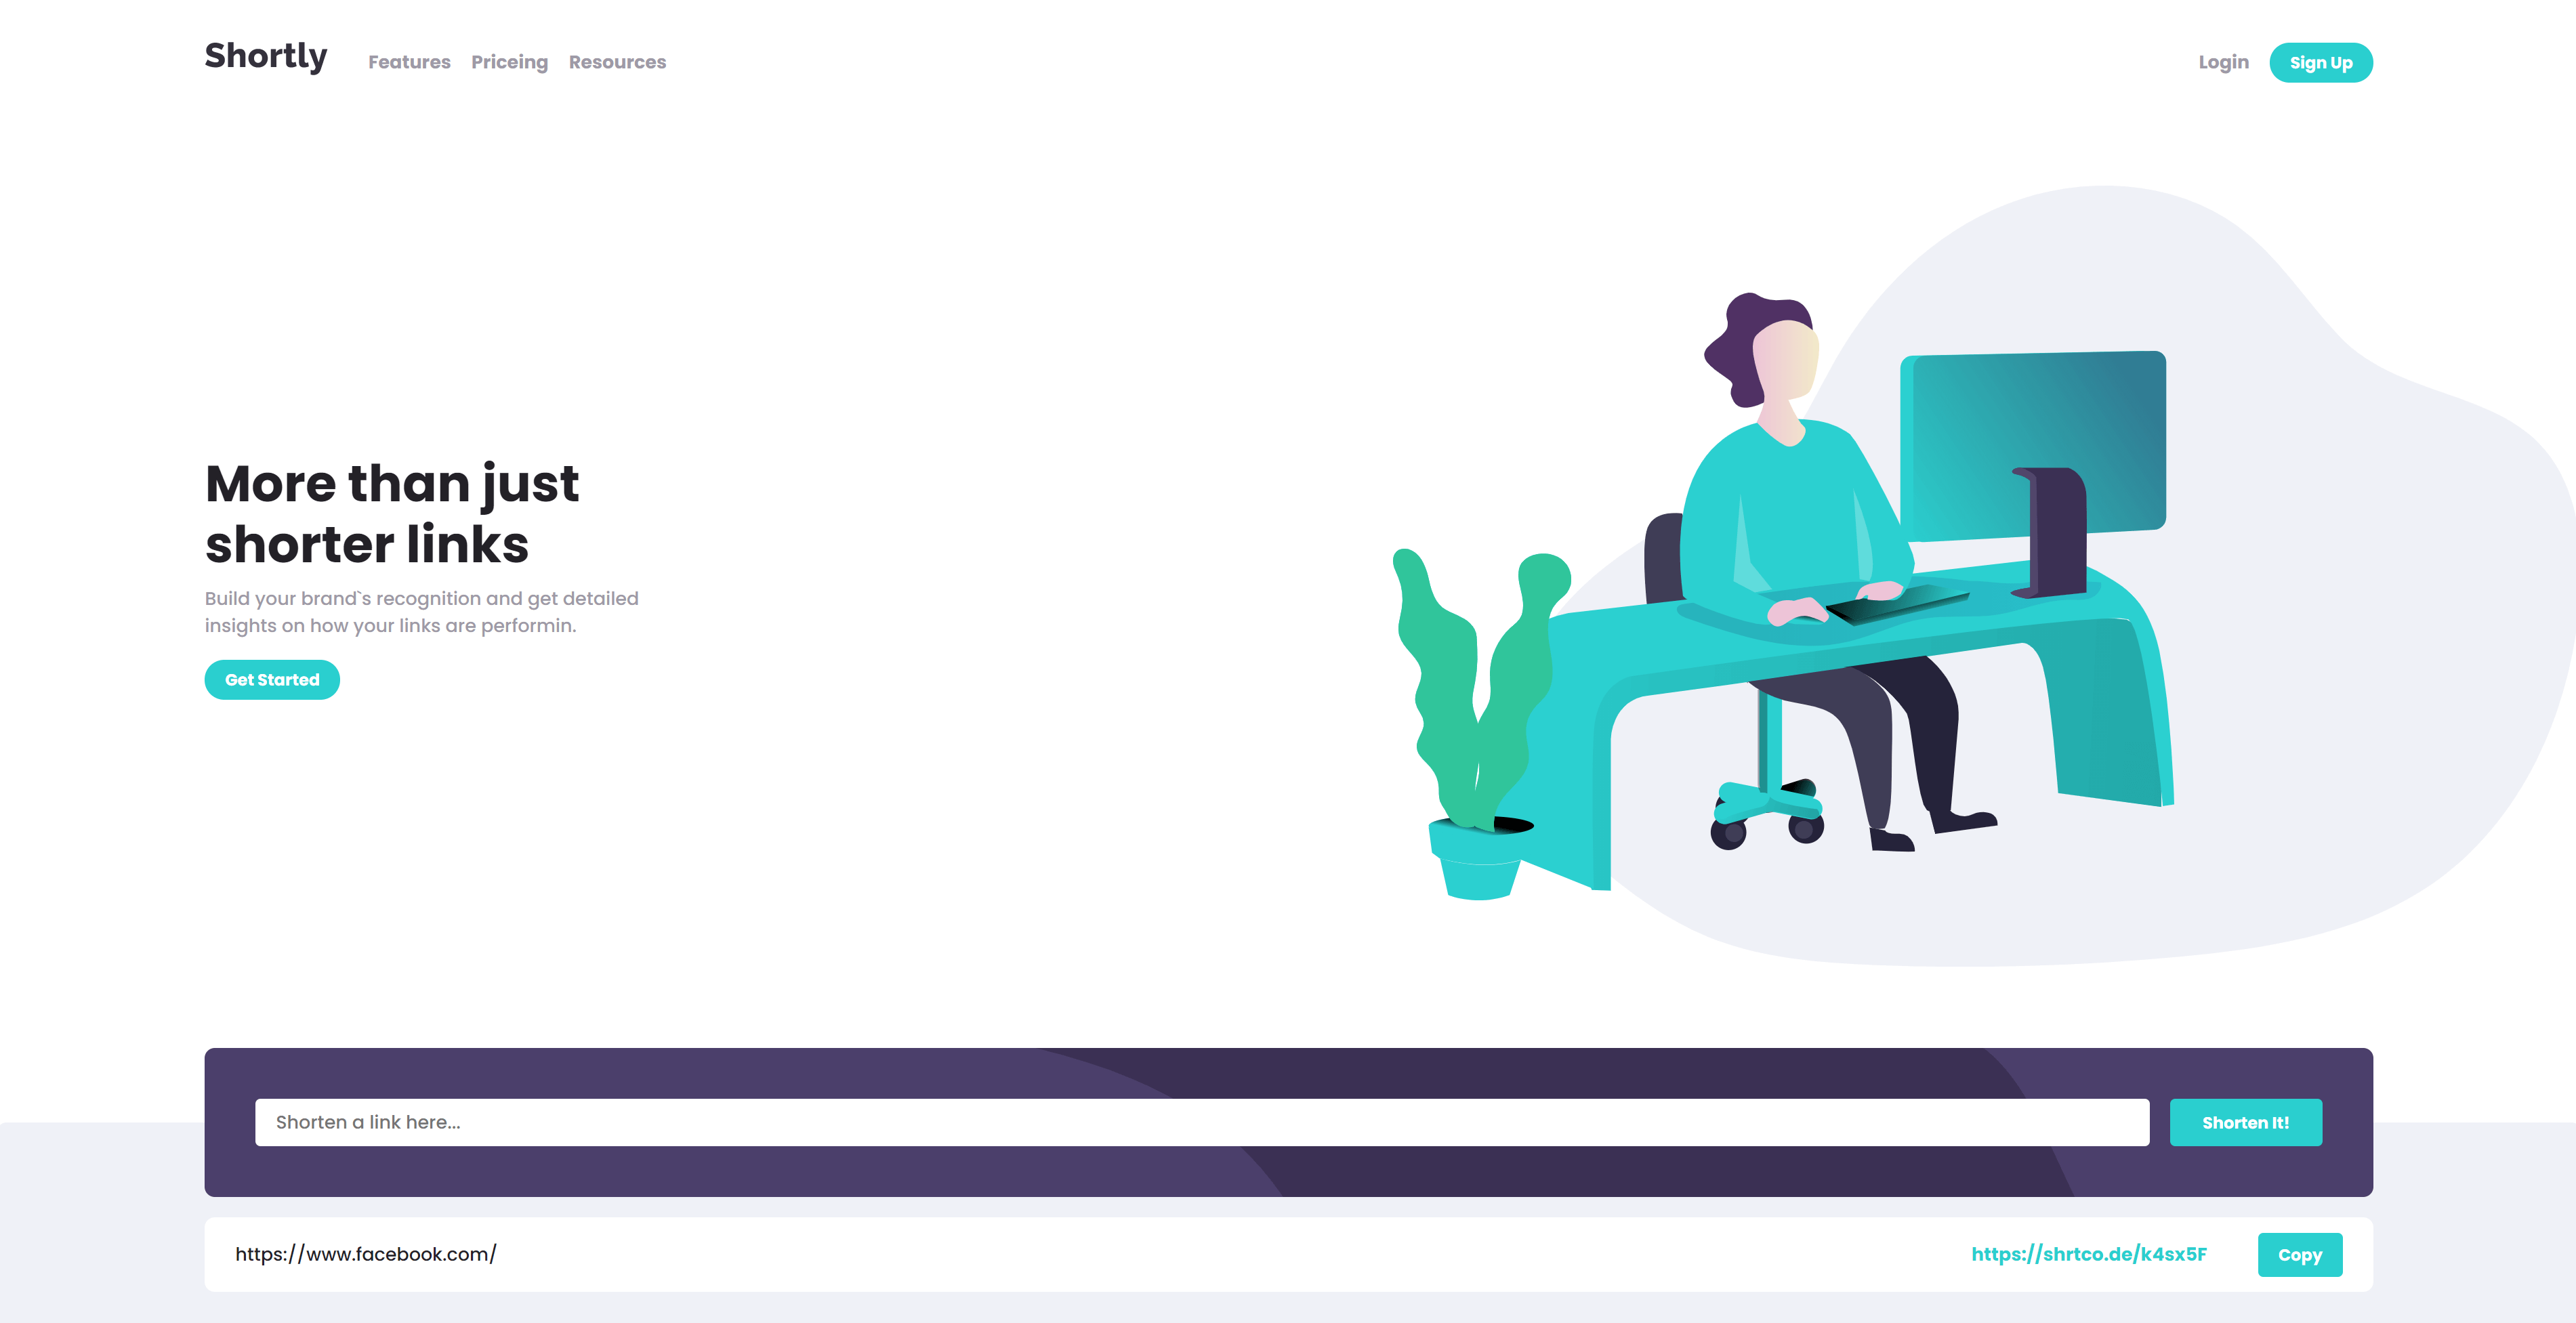 Shortly Features Priceing Resources Login Sign Up
More than just
shorter links
Build your brand`s recognition and get detailed
insights on how your links are performin.
Get Started
Shorten a link here... Shorten It!
https://www.facebook.com/ https://shrtco.de/k4sx5F Copy